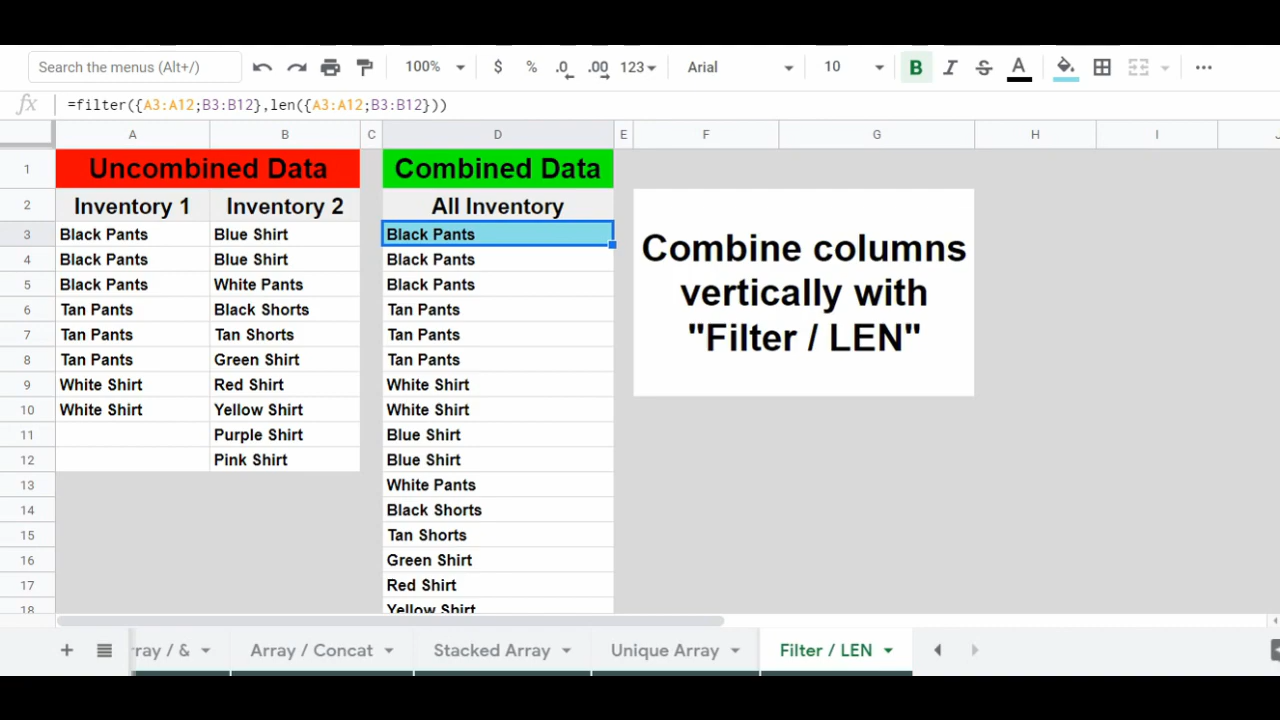 Search the menus (Alt+/) 100% $ % .0 .00 123 Arial 10 B I S A
fx =filter({A3:A12;B3:B12},len({A3:A12;B3:B12}))
A B C D E F G H I
1 Uncombined Data Combined Data
2 Inventory 1 Inventory 2 All Inventory
3 Black Pants Blue Shirt Black Pants
4 Black Pants Blue Shirt Black Pants
5 Black Pants White Pants Black Pants
6 Tan Pants Black Shorts Tan Pants
7 Tan Pants Tan Shorts Tan Pants
8 Tan Pants Green Shirt Tan Pants
9 White Shirt Red Shirt White Shirt
10 White Shirt Yellow Shirt White Shirt
11 Purple Shirt Blue Shirt
12 Pink Shirt Blue Shirt
13 White Pants
14 Black Shorts
15 Tan Shorts
16 Green Shirt
17 Red Shirt
18 Yellow Shirt
Combine columns
vertically with
"Filter / LEN"
+ rray / & Array / Concat Stacked Array Unique Array Filter / LEN